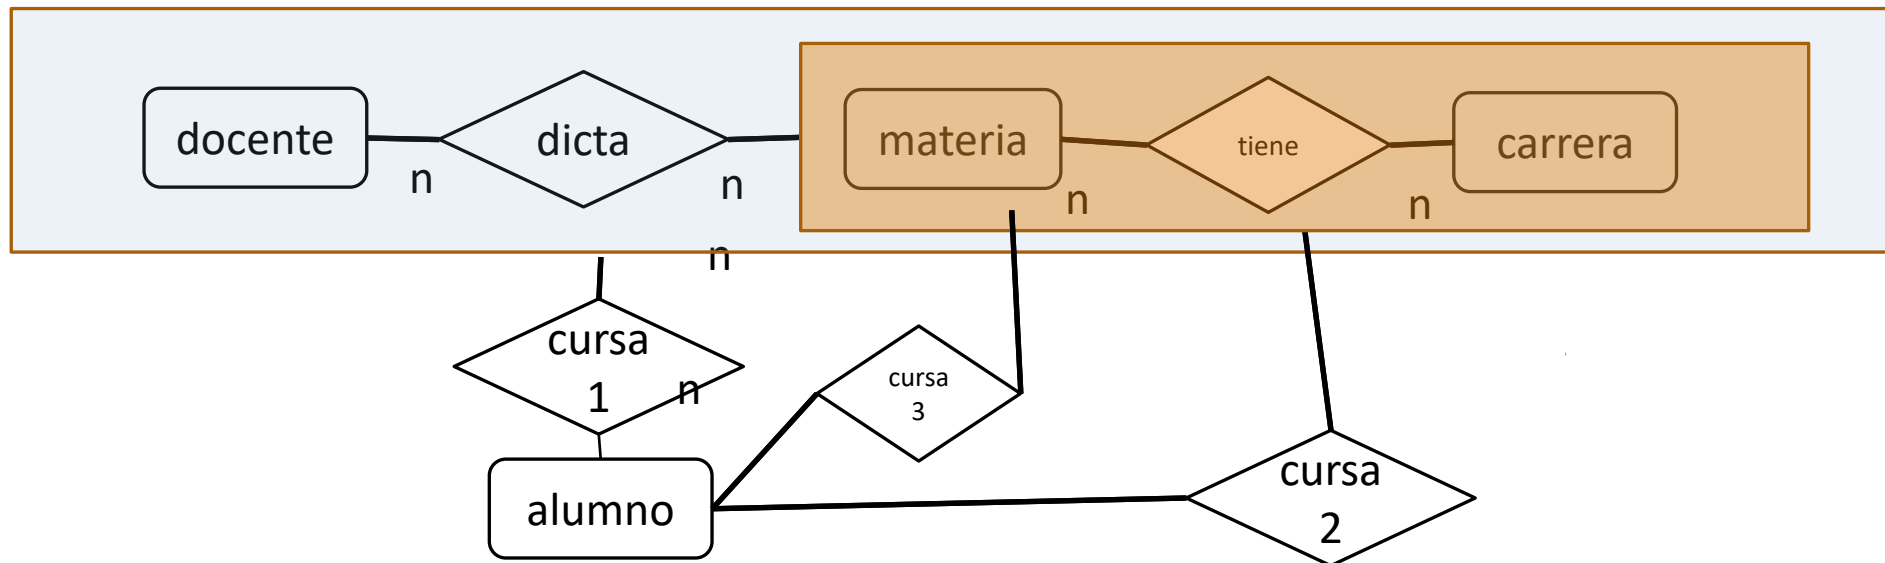 docente
dicta
materia
tiene
carrera
n
n
n
n
n
cursa
1
n
cursa
3
alumno
cursa
2